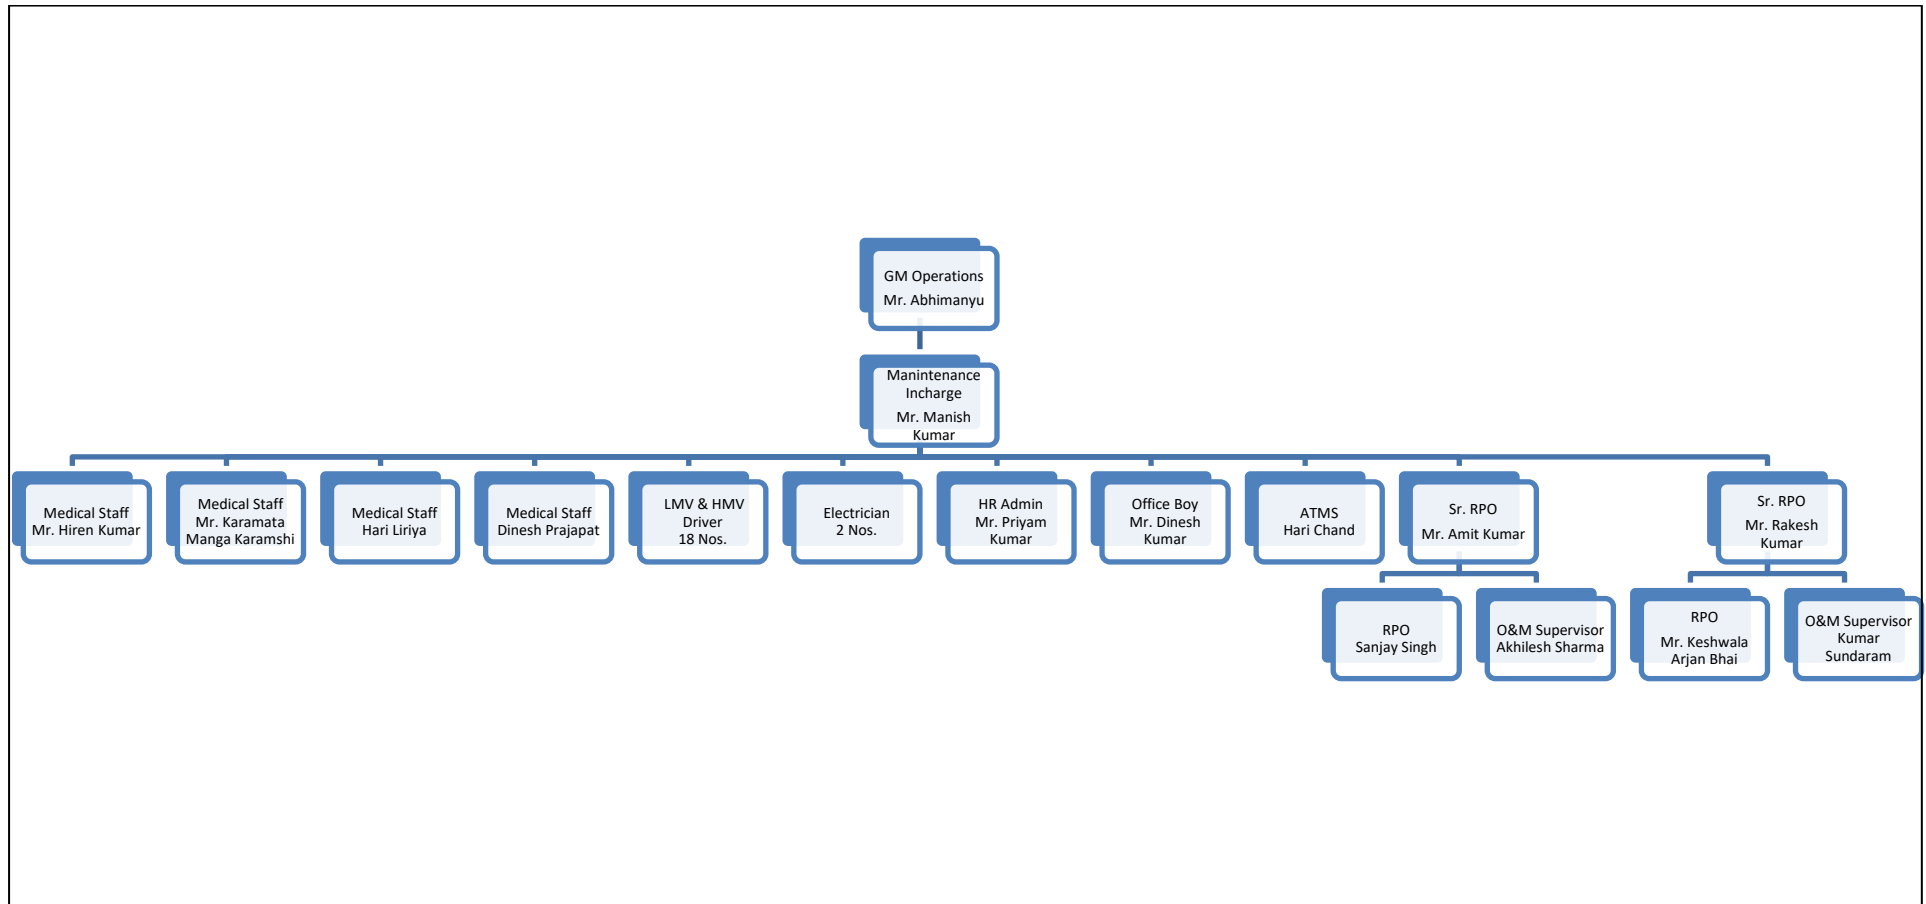 GM Operations
Mr. Abhimanyu
Manintenance
Incharge
Mr. Manish
Kumar
Medical Staff
Mr. Hiren Kumar
Medical Staff
Mr. Karamata
Manga Karamshi
Medical Staff
Hari Liriya
Medical Staff
Dinesh Prajapat
LMV & HMV
Driver
18 Nos.
Electrician
2 Nos.
HR Admin
Mr. Priyam
Kumar
Office Boy
Mr. Dinesh
Kumar
ATMS
Hari Chand
Sr. RPO
Mr. Amit Kumar
Sr. RPO
Mr. Rakesh
Kumar
RPO
Sanjay Singh
O&M Supervisor
Akhilesh Sharma
RPO
Mr. Keshwala
Arjan Bhai
O&M Supervisor
Kumar
Sundaram